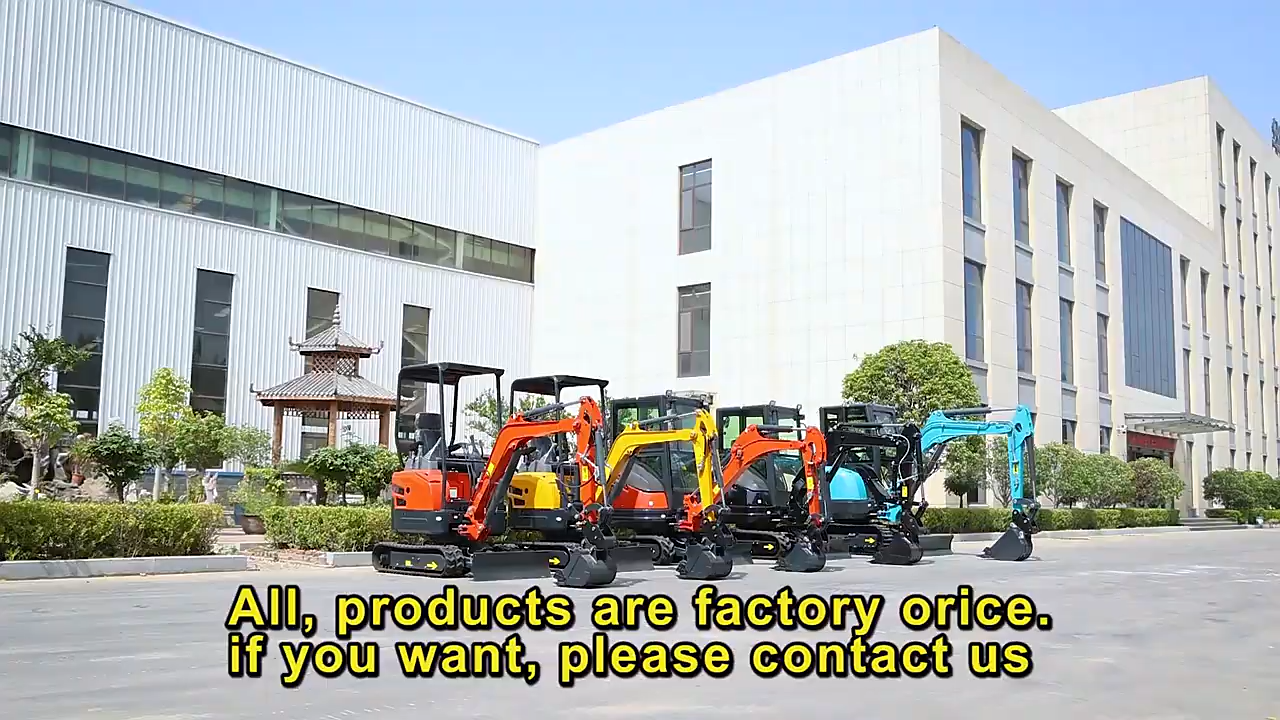 All, products are factory orice.
if you want, please contact us